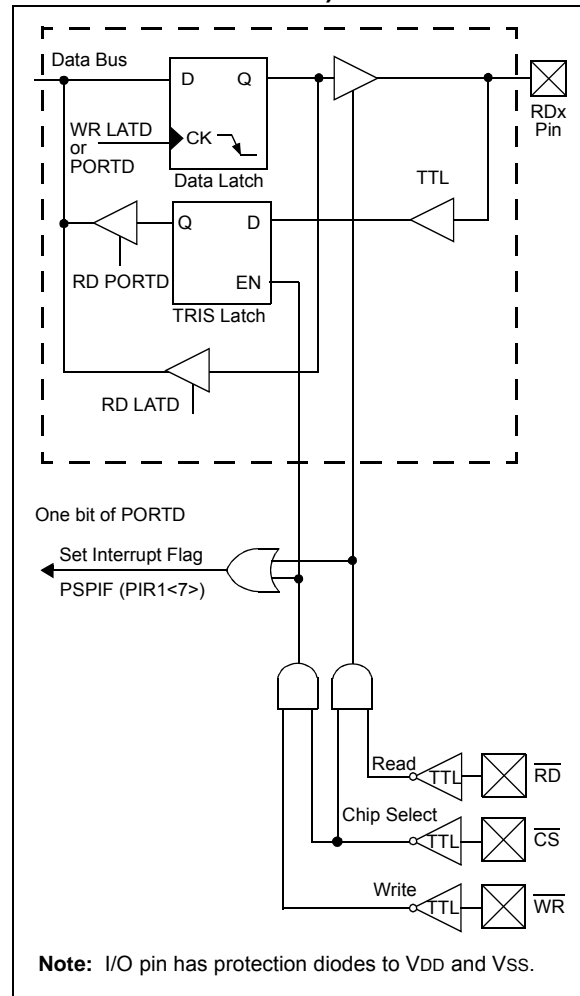 Data Bus
D Q
RDx
Pin
WR LATD
or
PORTD
CK
Data Latch
TTL
Q D
RD PORTD
EN
TRIS Latch
RD LATD
One bit of PORTD
Set Interrupt Flag
PSPIF (PIR1<7>)
Read
TTL
RD
Chip Select
TTL
CS
Write
TTL
WR
Note: I/O pin has protection diodes to VDD and VSS.